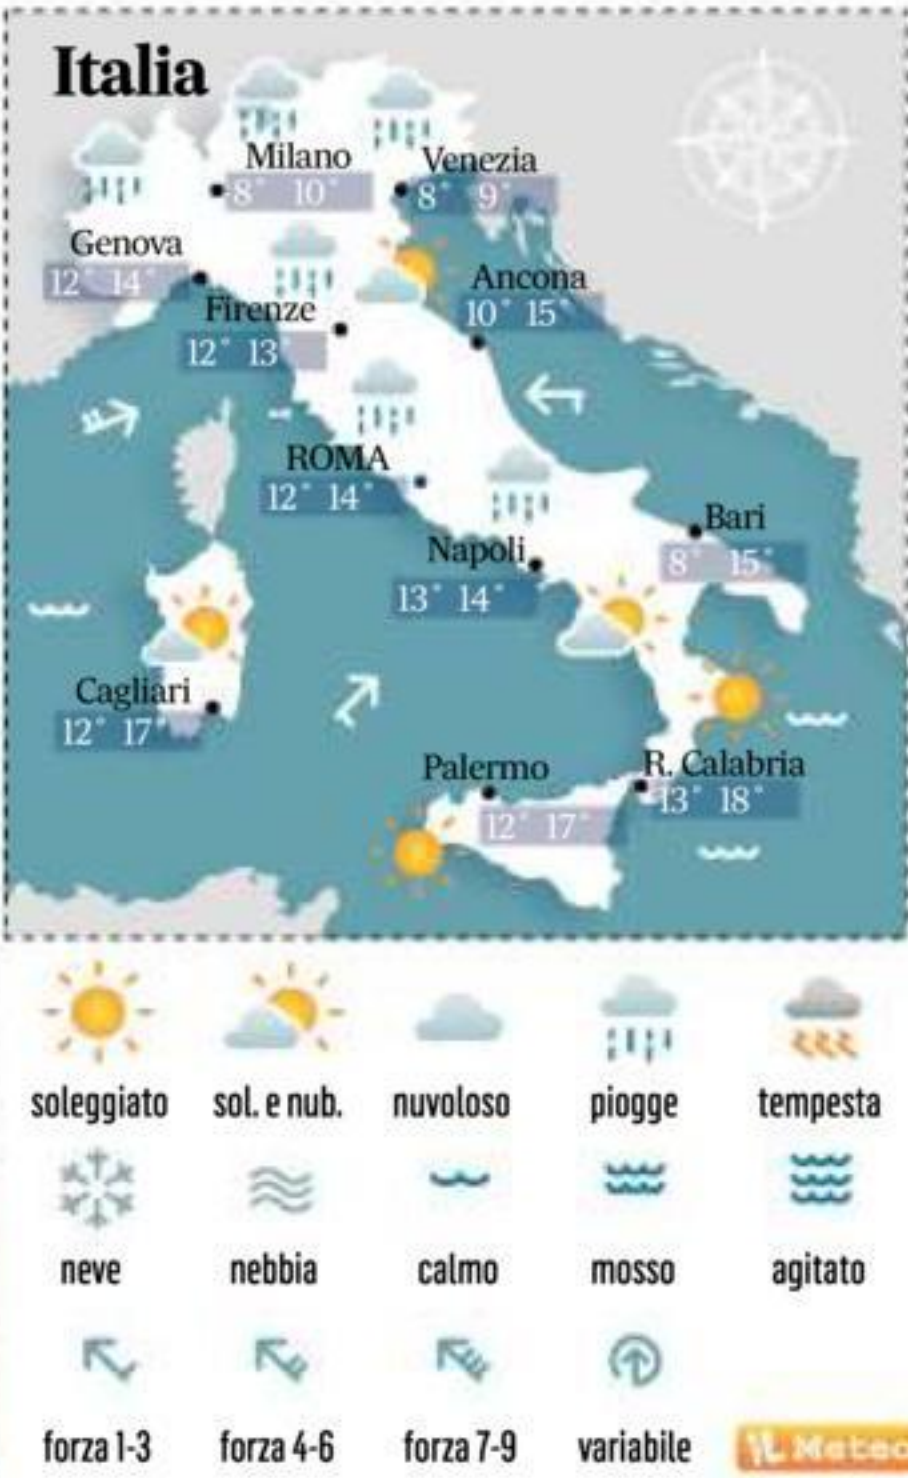 Italia
Milano
8° 10°
Venezia
8° 9°
Genova
12° 14°
Firenze
12° 13°
Ancona
10° 15°
ROMA
12° 14°
Napoli
13° 14°
Bari
8° 15°
Cagliari
12° 17°
Palermo
12° 17°
R. Calabria
13° 18°
soleggiato sol. e nub. nuvoloso piogge tempesta
neve nebbia calmo mosso agitato
forza 1-3 forza 4-6 forza 7-9 variabile